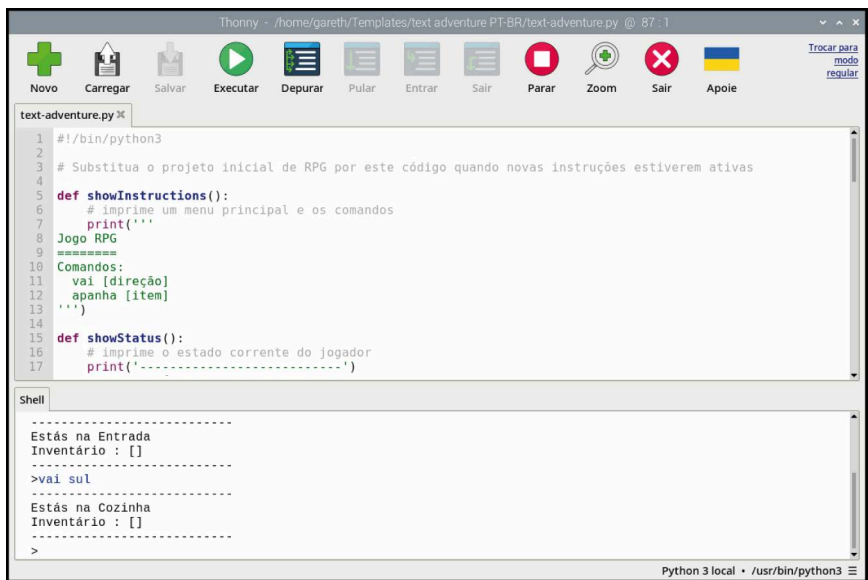 Thonny - /home/gareth/Templates/text adventure PT-BR/text-adventure.py @ 87 : 1
Novo Carregar Salvar Executar Depurar Pular Entrar Sair Parar Zoom Sair Apoie
Trocar para
modo
regular
text-adventure.py
1 #!/bin/python3
2
3 # Substitua o projeto inicial de RPG por este código quando novas instruções estiverem ativas
4
5 def showInstructions():
6     # imprime um menu principal e os comandos
7     print('''
8 Jogo RPG
9 ========
10 Comandos:
11   vai [direção]
12   apanha [item]
13 ''')
14
15 def showStatus():
16     # imprime o estado corrente do jogador
17     print('---------------------------')
Shell
---------------------------
Estás na Entrada
Inventário : []
---------------------------
>vai sul
---------------------------
Estás na Cozinha
Inventário : []
---------------------------
>
Python 3 local • /usr/bin/python3 ☰